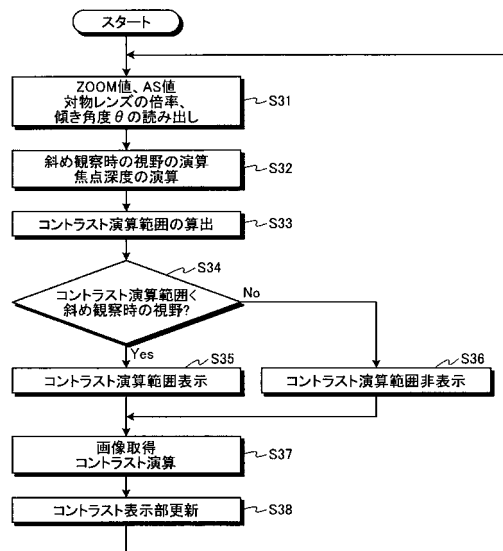 スタート
ZOOM値、AS値
対物レンズの倍率、
傾き角度θの読み出し
S31
斜め観察時の視野の演算
焦点深度の演算
S32
コントラスト演算範囲の算出
S33
S34
コントラスト演算範囲<
斜め観察時の視野?
No
Yes
S35
コントラスト演算範囲表示
S36
コントラスト演算範囲非表示
画像取得
コントラスト演算
S37
コントラスト表示部更新
S38